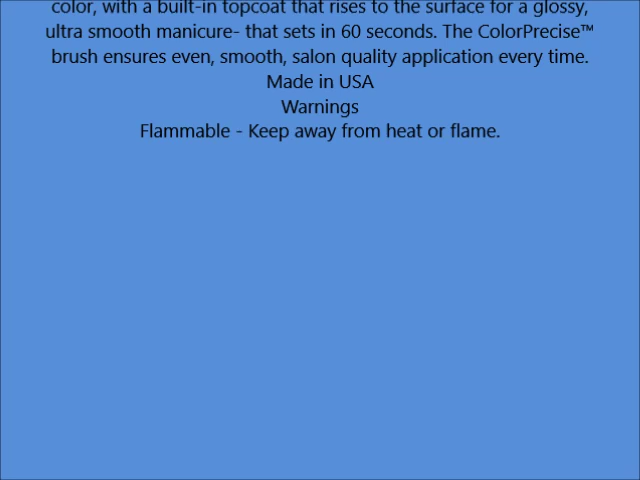 color, with a built-in topcoat that rises to the surface for a glossy,
ultra smooth manicure- that sets in 60 seconds. The ColorPrecise™
brush ensures even, smooth, salon quality application every time.
Made in USA
Warnings
Flammable - Keep away from heat or flame.